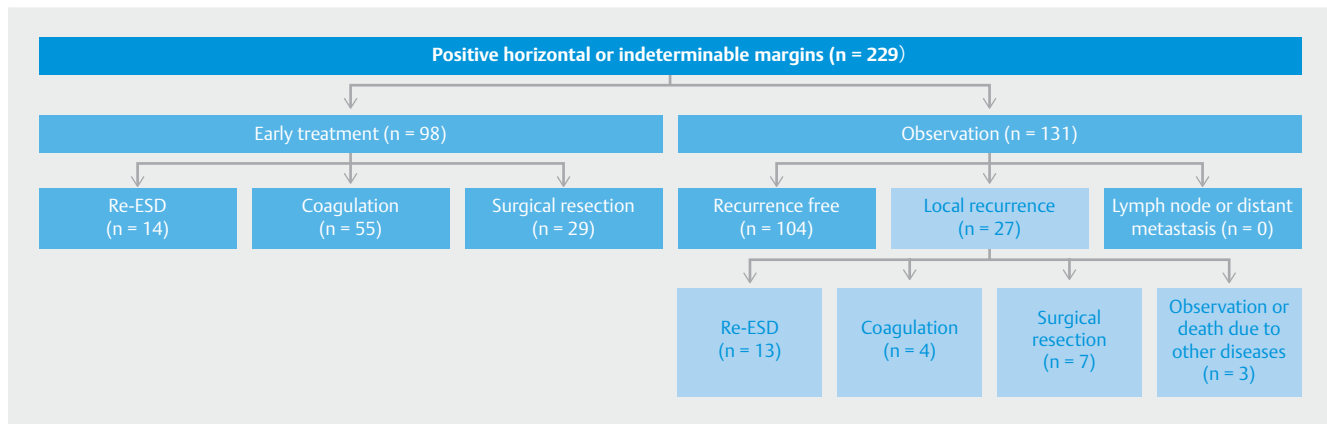 Positive horizontal or indeterminable margins (n = 229)
Early treatment (n = 98)
Observation (n = 131)
Re-ESD
(n = 14)
Coagulation
(n = 55)
Surgical resection
(n = 29)
Recurrence free
(n = 104)
Local recurrence
(n = 27)
Lymph node or distant
metastasis (n = 0)
Re-ESD
(n = 13)
Coagulation
(n = 4)
Surgical
resection
(n = 7)
Observation or
death due to
other diseases
(n = 3)